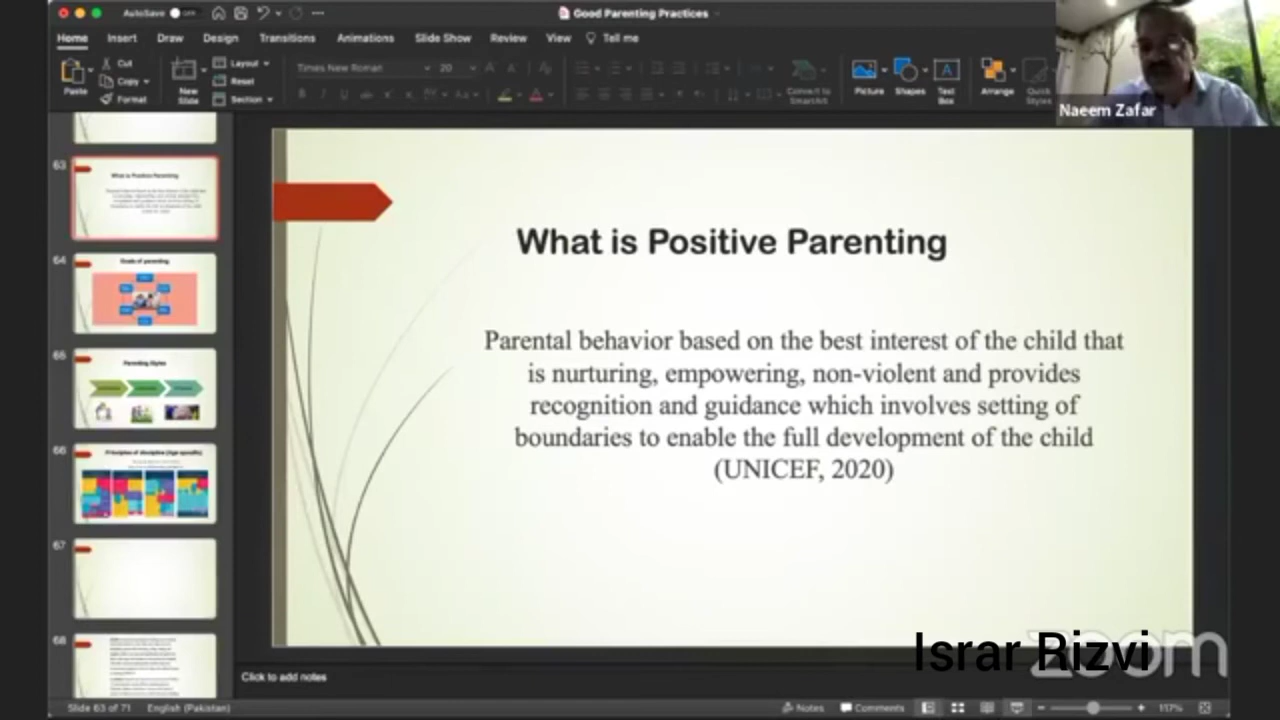 AutoSave OFF
Good Parenting Practices
Home Insert Draw Design Transitions Animations Slide Show Review View Tell me
Paste
Cut
Copy
Format
New Slide
Layout
Reset
Section
Times New Roman 20
Convert to SmartArt
Picture
Shapes
Text Box
Arrange
Quick Styles
Naeem Zafar
63
What is Positive Parenting
64
Goals of parenting
65
Parenting Styles
66
Principles of discipline (Age specific)
67
68
What is Positive Parenting
Parental behavior based on the best interest of the child that
is nurturing, empowering, non-violent and provides
recognition and guidance which involves setting of
boundaries to enable the full development of the child
(UNICEF, 2020)
Israr Rizvi
zoom
Click to add notes
Slide 63 of 71 English (Pakistan) Notes Comments 117%